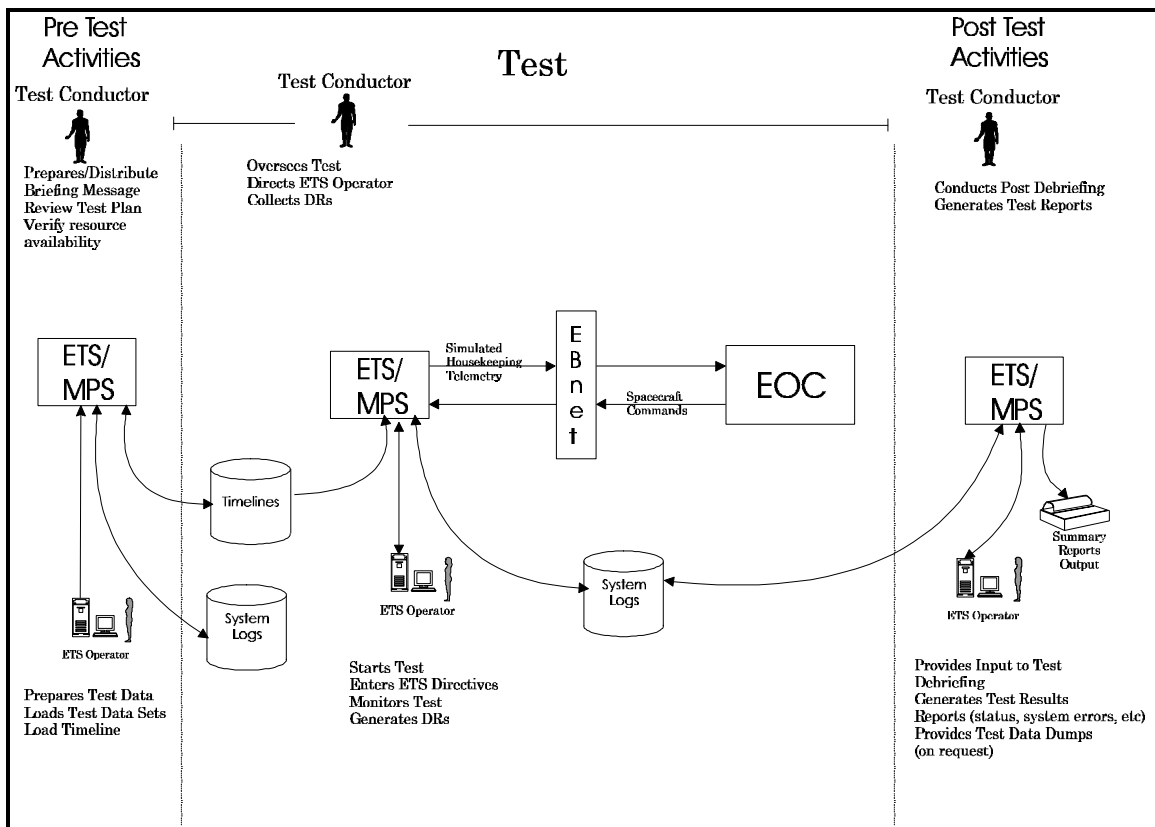 Pre Test
Activities
Test Conductor
Prepares/Distribute
Briefing Message
Review Test Plan
Verify resource
availability
ETS/
MPS
ETS Operator
Prepares Test Data
Loads Test Data Sets
Load Timeline
Test
Test Conductor
Oversees Test
Directs ETS Operator
Collects DRs
Timelines
System
Logs
ETS/
MPS
Simulated
Housekeeping
Telemetry
E
B
n
e
t
Spacecraft
Commands
EOC
ETS Operator
System
Logs
Starts Test
Enters ETS Directives
Monitors Test
Generates DRs
Post Test
Activities
Test Conductor
Conducts Post Debriefing
Generates Test Reports
ETS/
MPS
Summary
Reports
Output
ETS Operator
Provides Input to Test
Debriefing
Generates Test Results
Reports (status, system errors, etc)
Provides Test Data Dumps
(on request)